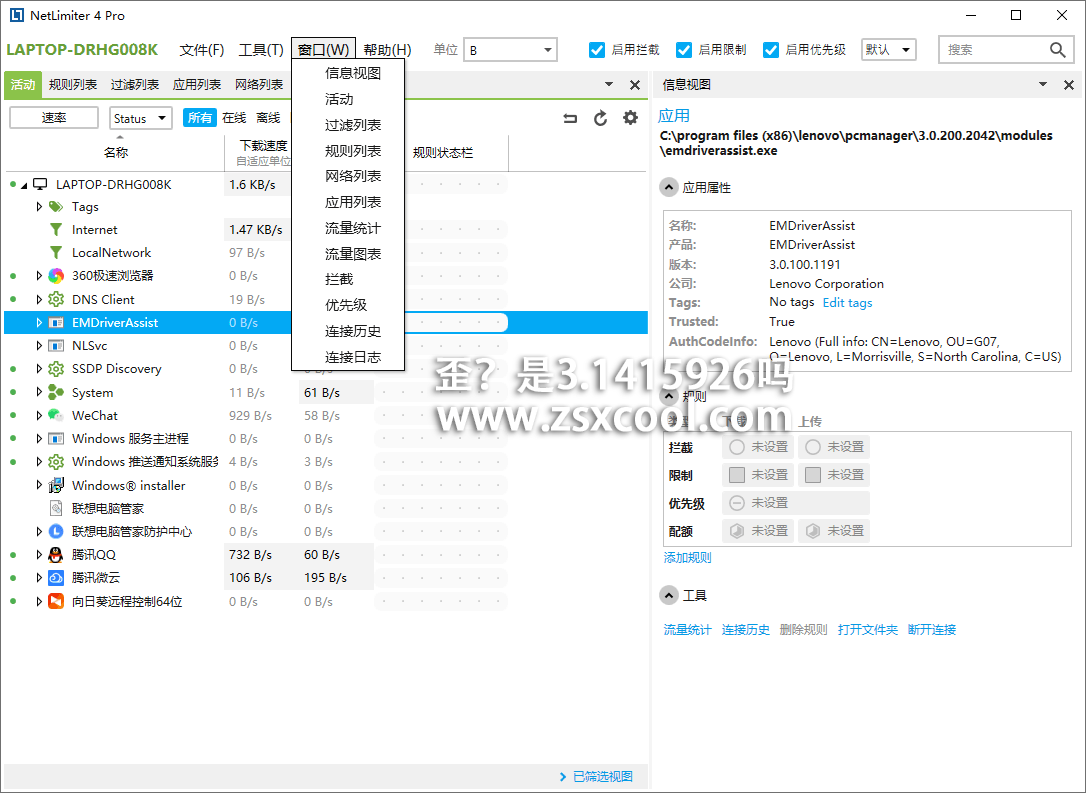 NetLimiter 4 Pro
LAPTOP-DRHG008K 文件(F) 工具(T) 窗口(W) 帮助(H) 单位 B 启用拦截 启用限制 启用优先级 默认 搜索
活动 规则列表 过滤列表 应用列表 网络列表
速率 Status 所有 在线 离线
名称 下载速度 规则状态栏
自适应单位
信息视图
活动
过滤列表
规则列表
网络列表
应用列表
流量统计
流量图表
拦截
优先级
连接历史
连接日志
LAPTOP-DRHG008K 1.6 KB/s
Tags
Internet 1.47 KB/s
LocalNetwork 97 B/s
360极速浏览器 0 B/s
DNS Client 19 B/s
EMDriverAssist 0 B/s
NLSvc 0 B/s
SSDP Discovery 0 B/s
System 11 B/s 61 B/s
WeChat 929 B/s 58 B/s
Windows 服务主进程 0 B/s 0 B/s
Windows 推送通知系统服务 4 B/s 3 B/s
Windows® installer 0 B/s 0 B/s
联想电脑管家 0 B/s 0 B/s
联想电脑管家防护中心 0 B/s 0 B/s
腾讯QQ 732 B/s 60 B/s
腾讯微云 106 B/s 195 B/s
向日葵远程控制64位 0 B/s 0 B/s
已筛选视图
信息视图
应用
C:\program files (x86)\lenovo\pcmanager\3.0.200.2042\modules
\emdriverassist.exe
应用属性
名称: EMDriverAssist
产品: EMDriverAssist
版本: 3.0.100.1191
公司: Lenovo Corporation
Tags: No tags Edit tags
Trusted: True
AuthCodeInfo: Lenovo (Full info: CN=Lenovo, OU=G07,
O=Lenovo, L=Morrisville, S=North Carolina, C=US)
规则
类型 下载 上传
拦截 未设置 未设置
限制 未设置 未设置
优先级 未设置
配额 未设置 未设置
添加规则
工具
流量统计 连接历史 删除规则 打开文件夹 断开连接
歪？是3.1415926吗
www.zsxcool.com